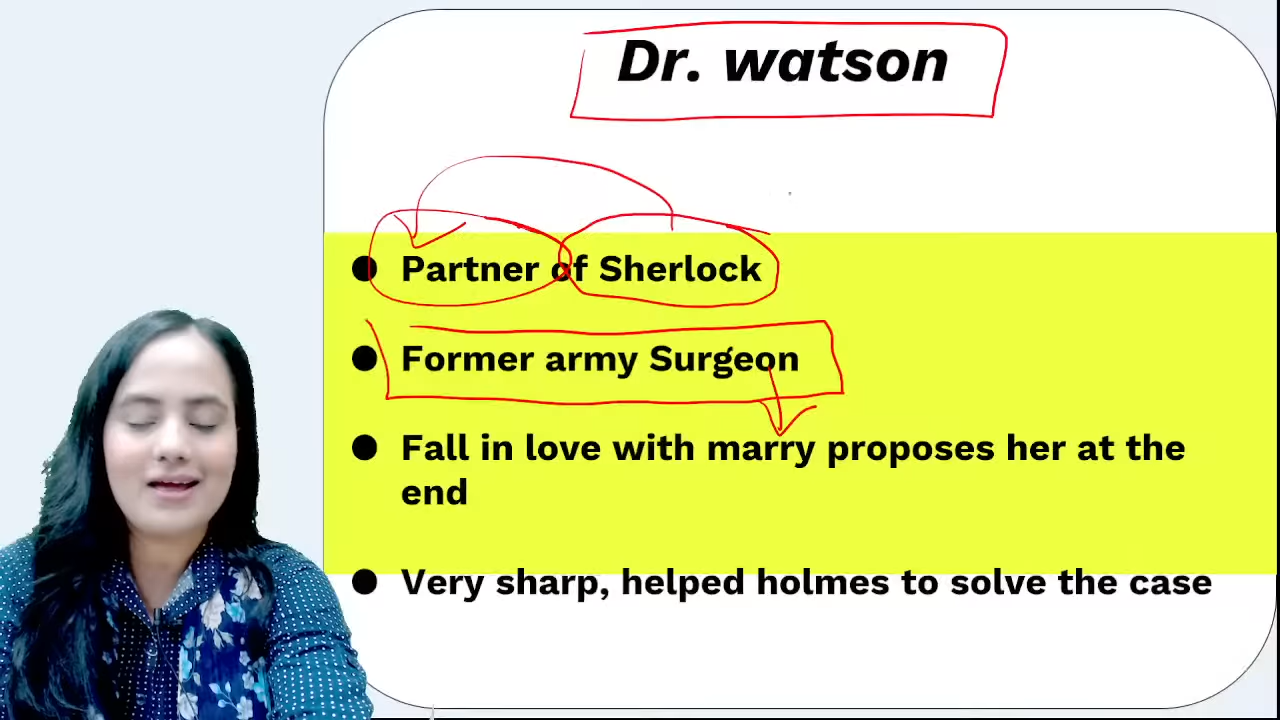 Dr. watson
● Partner of Sherlock
● Former army Surgeon
● Fall in love with marry proposes her at the
end
● Very sharp, helped holmes to solve the case